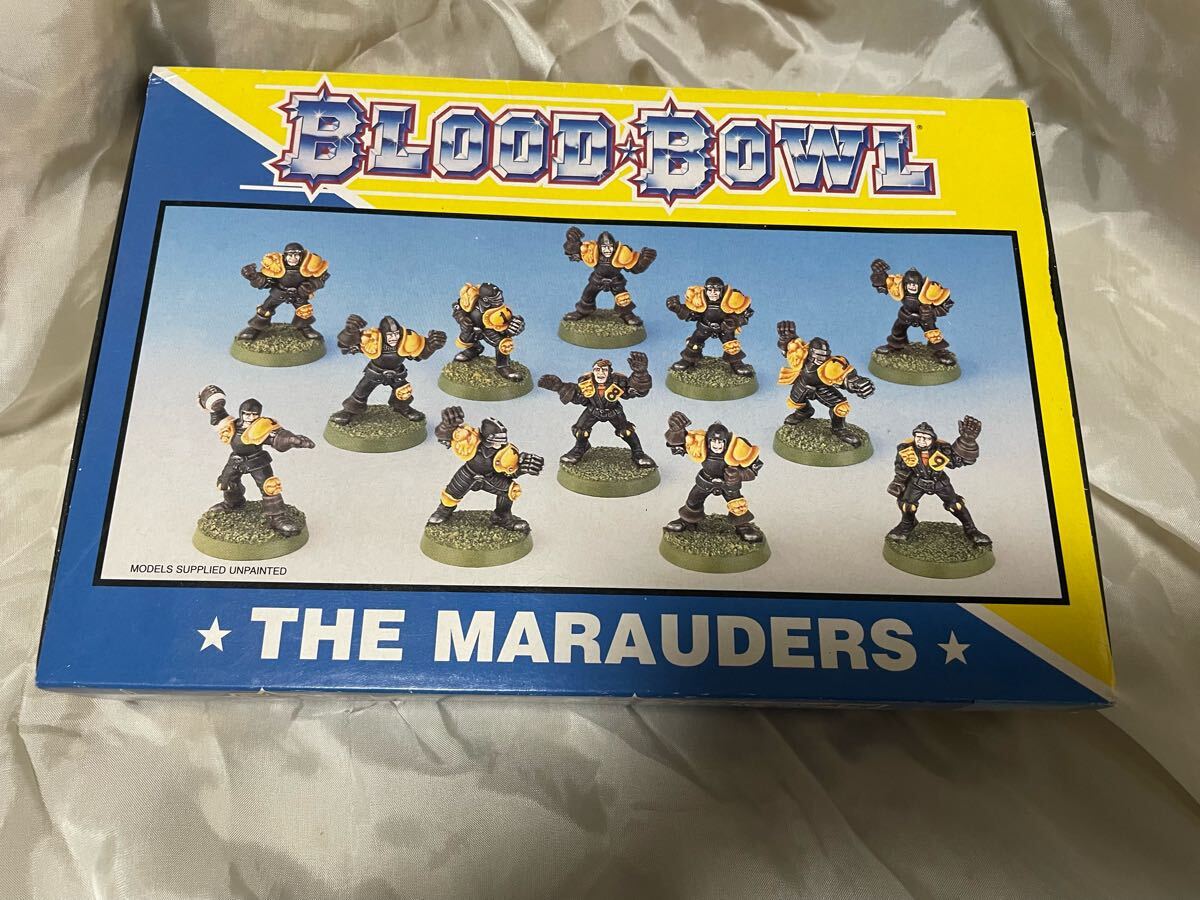 BLOOD★BOWL®
MODELS SUPPLIED UNPAINTED
★ THE MARAUDERS ★